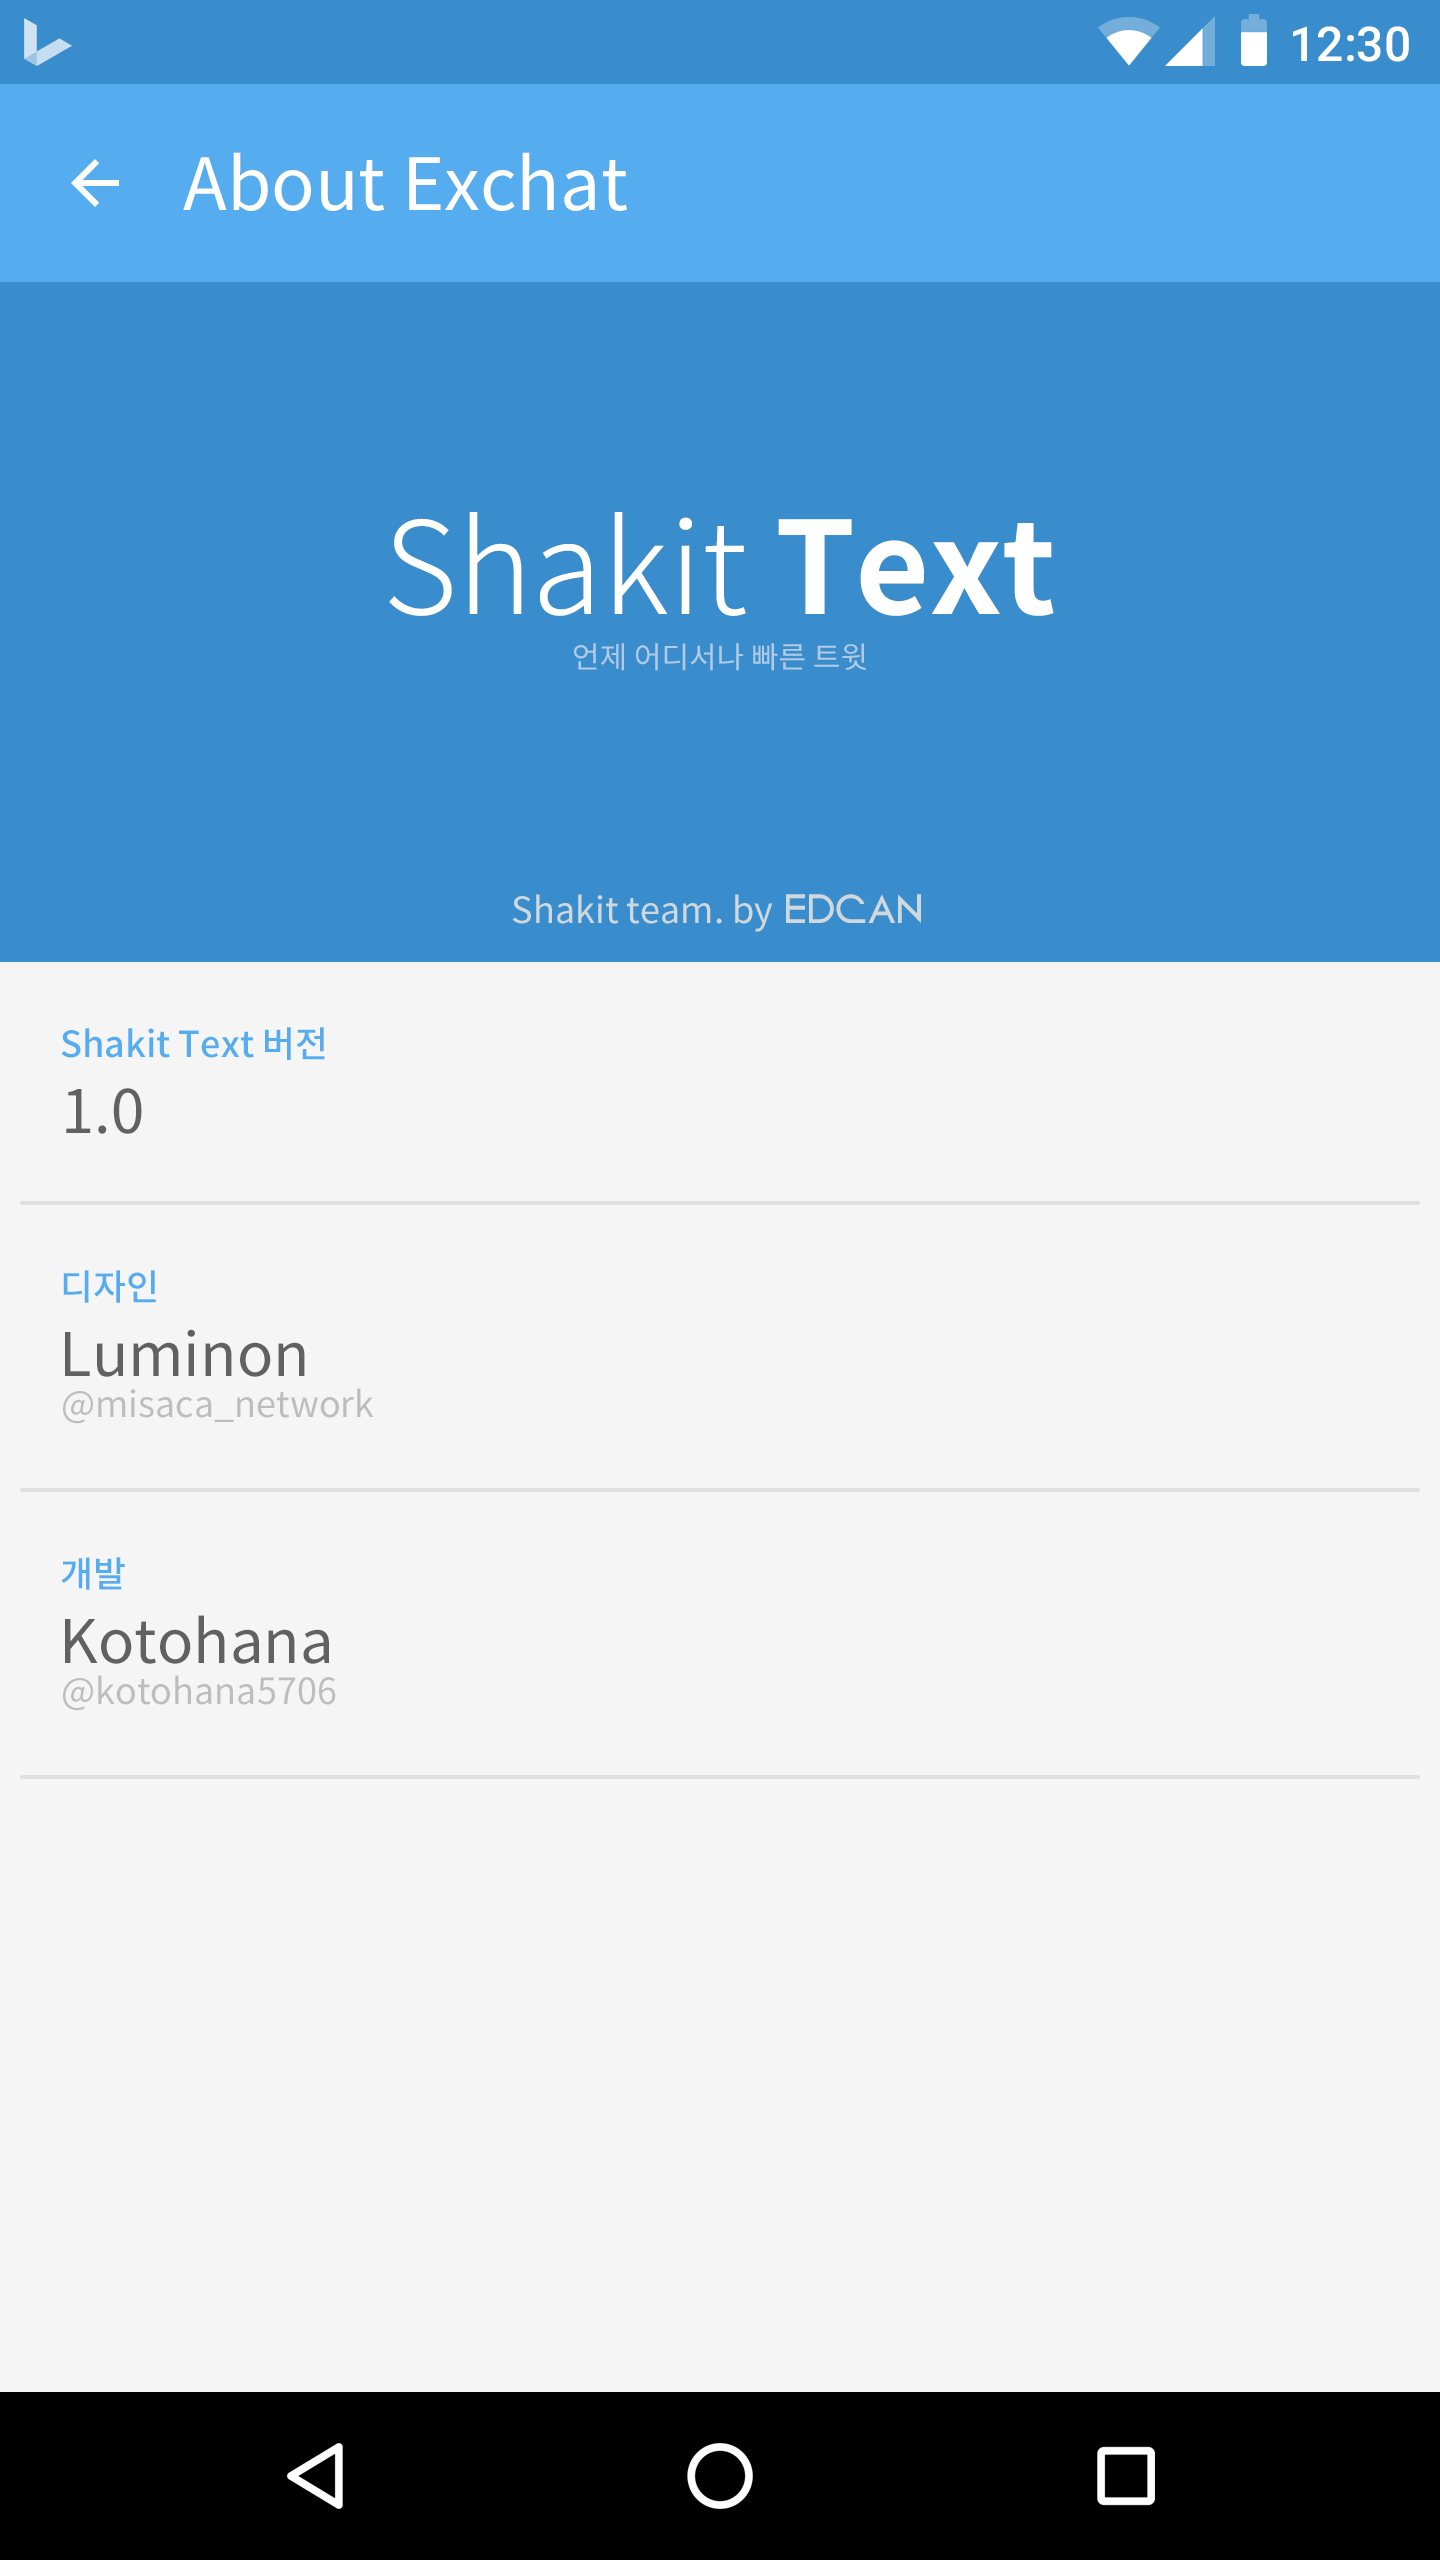 12:30
About Exchat
Shakit Text
언제 어디서나 빠른 트윗
Shakit team. by EDCAN
Shakit Text 버전
1.0
디자인
Luminon
@misaca_network
개발
Kotohana
@kotohana5706